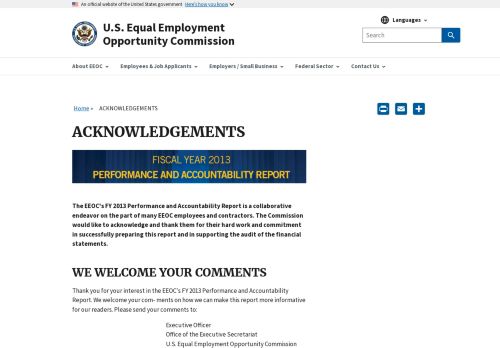 An official website of the United States government Here's how you know
U.S. Equal Employment
Opportunity Commission
Languages
Search
About EEOC
Employees & Job Applicants
Employers / Small Business
Federal Sector
Contact Us
Home » ACKNOWLEDGEMENTS
ACKNOWLEDGEMENTS
FISCAL YEAR 2013
PERFORMANCE AND ACCOUNTABILITY REPORT
The EEOC's FY 2013 Performance and Accountability Report is a collaborative
endeavor on the part of many EEOC employees and contractors. The Commission
would like to acknowledge and thank them for their hard work and commitment
in successfully preparing this report and in supporting the audit of the financial
statements.
WE WELCOME YOUR COMMENTS
Thank you for your interest in the EEOC's FY 2013 Performance and Accountability
Report. We welcome your com- ments on how we can make this report more informative
for our readers. Please send your comments to:
Executive Officer
Office of the Executive Secretariat
U.S. Equal Employment Opportunity Commission